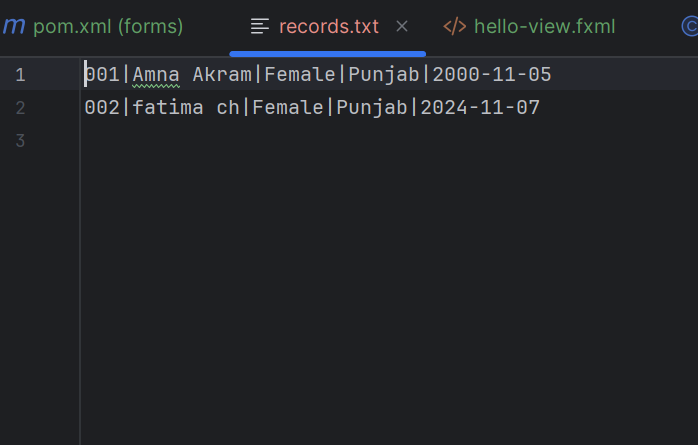 m pom.xml (forms) records.txt × </> hello-view.fxml ©
1 001|Amna Akram|Female|Punjab|2000-11-05
2 002|fatima ch|Female|Punjab|2024-11-07
3